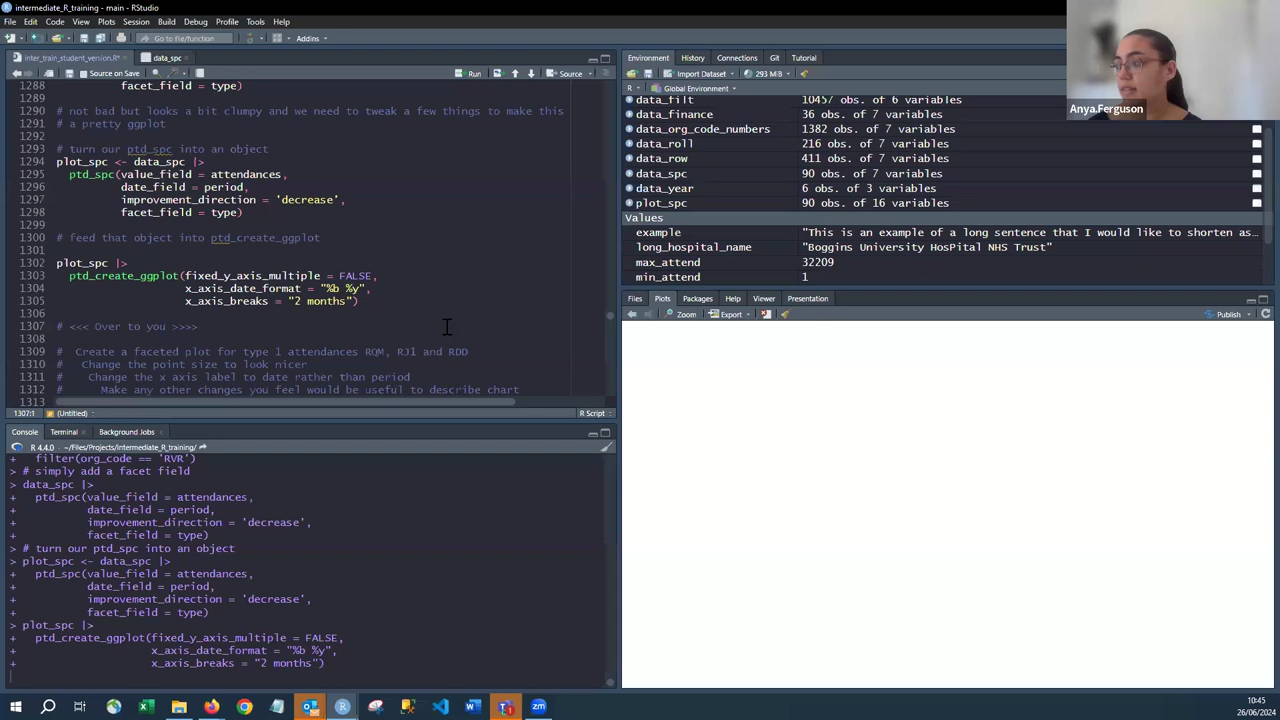 intermediate_R_training - main - RStudio
File Edit Code View Plots Session Build Debug Profile Tools Help
Go to file/function Addins
inter_train_student_version.R* data_spc
Source on Save Run Source
1288 facet_field = type)
1289
1290 # not bad but looks a bit clumpy and we need to tweak a few things to make this
1291 # a pretty ggplot
1292
1293 # turn our ptd_spc into an object
1294 plot_spc <- data_spc |>
1295 ptd_spc(value_field = attendances,
1296 date_field = period,
1297 improvement_direction = 'decrease',
1298 facet_field = type)
1299
1300 # feed that object into ptd_create_ggplot
1301
1302 plot_spc |>
1303 ptd_create_ggplot(fixed_y_axis_multiple = FALSE,
1304 x_axis_date_format = "%b %y",
1305 x_axis_breaks = "2 months")
1306
1307 # <<< Over to you >>>>
1308
1309 # Create a faceted plot for type 1 attendances RQM, RJ1 and RDD
1310 # Change the point size to look nicer
1311 # Change the x axis label to date rather than period
1312 # Make any other changes you feel would be useful to describe chart
1313
1307:1 (Untitled) R Script
Console Terminal Background Jobs
R 4.4.0 · ~/Files/Projects/intermediate_R_training/
+ filter(org_code == 'RVR')
> # simply add a facet field
> data_spc |>
+ ptd_spc(value_field = attendances,
+ date_field = period,
+ improvement_direction = 'decrease',
+ facet_field = type)
> # turn our ptd_spc into an object
> plot_spc <- data_spc |>
+ ptd_spc(value_field = attendances,
+ date_field = period,
+ improvement_direction = 'decrease',
+ facet_field = type)
> plot_spc |>
+ ptd_create_ggplot(fixed_y_axis_multiple = FALSE,
+ x_axis_date_format = "%b %y",
+ x_axis_breaks = "2 months")
Environment History Connections Git Tutorial
Import Dataset 293 MiB
R Global Environment
data_filt 10457 obs. of 6 variables
data_finance 36 obs. of 7 variables
data_org_code_numbers 1382 obs. of 7 variables
data_roll 216 obs. of 7 variables
data_row 411 obs. of 7 variables
data_spc 90 obs. of 7 variables
data_year 6 obs. of 3 variables
plot_spc 90 obs. of 16 variables
Values
example "This is an example of a long sentence that I would like to shorten as…
long_hospital_name "Boggins University HosPital NHS Trust"
max_attend 32209
min_attend 1
Files Plots Packages Help Viewer Presentation
Zoom Export Publish
Anya.Ferguson
10:45
26/06/2024